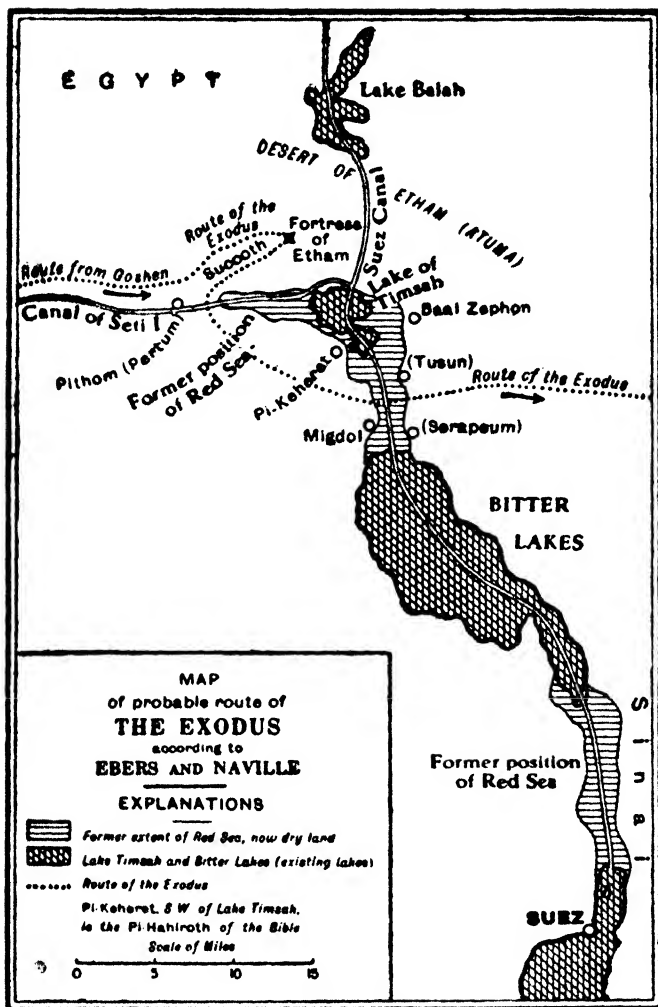 EGYPT
Lake Balah
DESERT OF
ETHAM (ATUMA)
Suez Canal
Route of the
Exodus
Fortress
of
Etham
Succoth
Route from Goshen
Lake of
Timsah
Canal of Seti I
Baal Zephon
Pithom (Pertum)
Former position
of Red Sea.
Pi-Keheret
(Tusun)
Route of the Exodus
Migdol
(Serapeum)
BITTER
LAKES
Sinai
Former position
of Red Sea
SUEZ
MAP
of probable route of
THE EXODUS
according to
EBERS AND NAVILLE
EXPLANATIONS
Former extent of Red Sea, now dry land
Lake Timsah and Bitter Lakes (existing lakes)
Route of the Exodus
Pi-Keheret, S W of Lake Timsah,
is the Pi-Hahiroth of the Bible
Scale of Miles
0 5 10 15